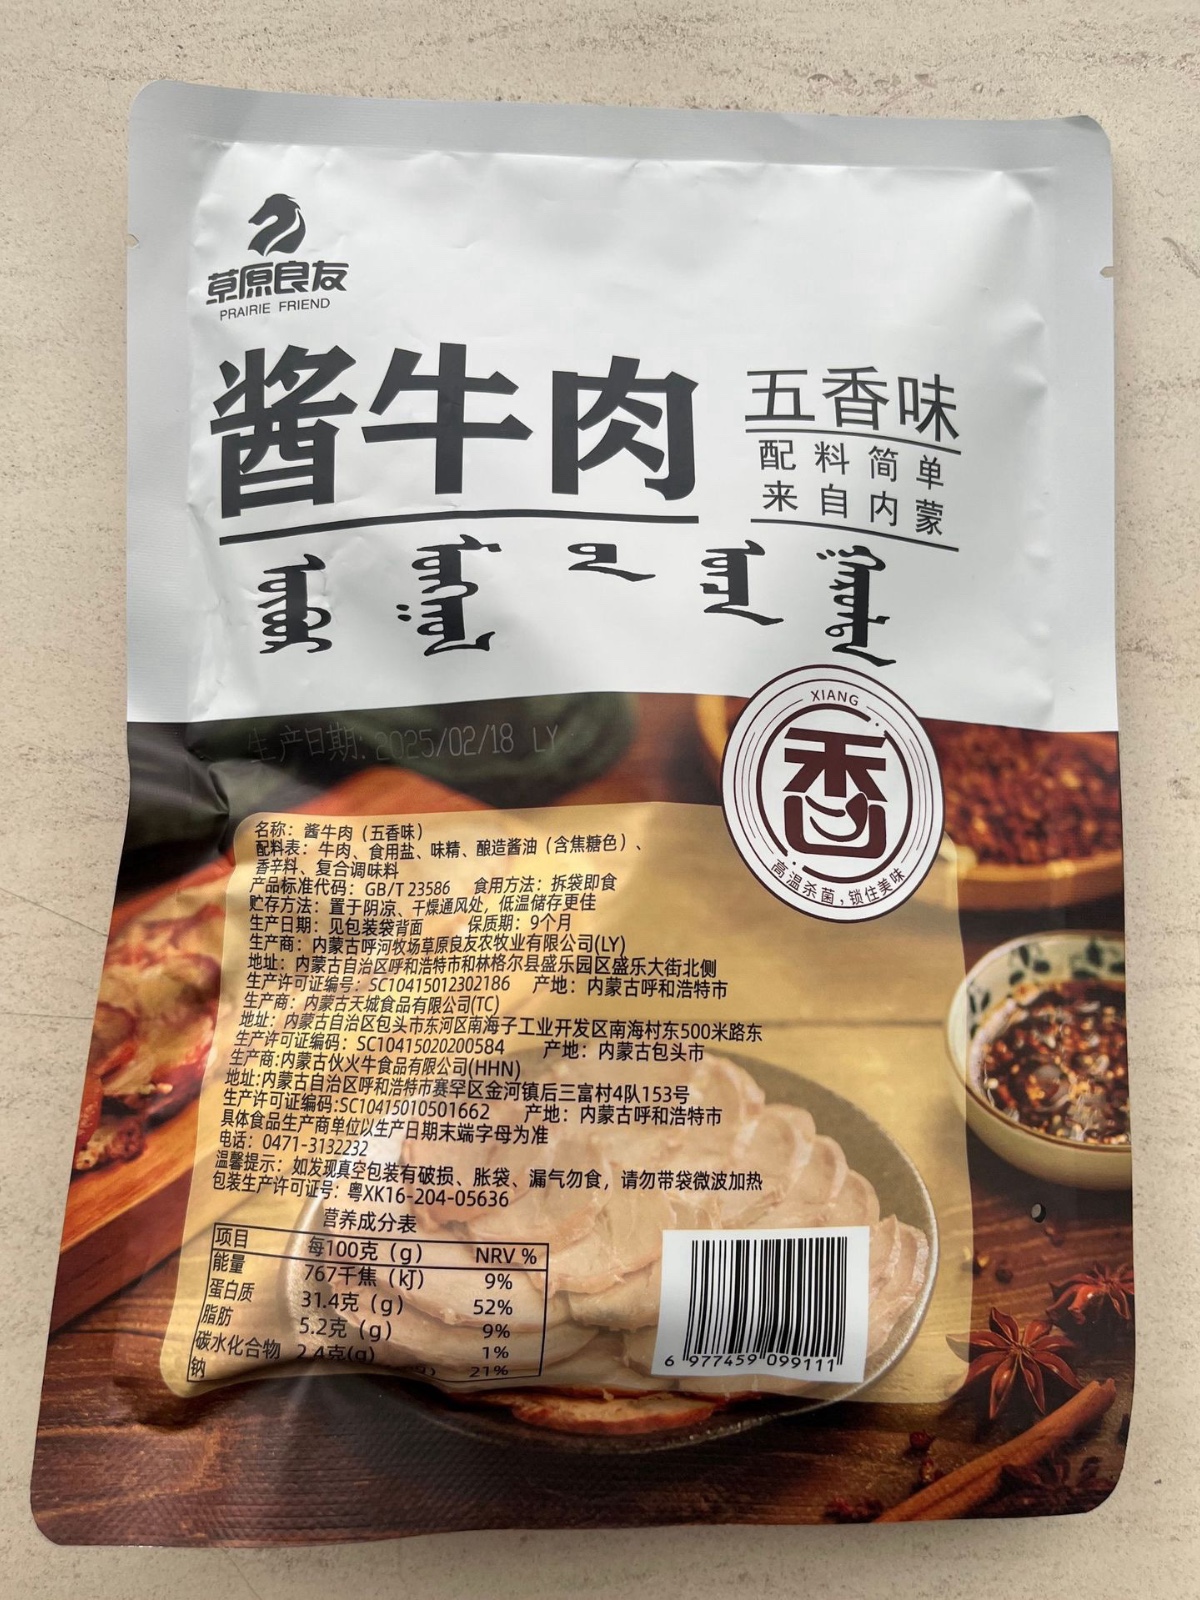 草原良友
PRAIRIE FRIEND
酱牛肉
五香味
配料简单
来自内蒙
XIANG
香
高温杀菌,锁住美味
生产日期: 2025/02/18 LY
名称：酱牛肉（五香味）
配料表：牛肉、食用盐、味精、酿造酱油（含焦糖色）、
香辛料、复合调味料
产品标准代码：GB/T 23586 食用方法：拆袋即食
贮存方法：置于阴凉、干燥通风处，低温储存更佳
生产日期：见包装袋背面 保质期：9个月
生产商：内蒙古呼河牧场草原良友农牧业有限公司(LY)
地址：内蒙古自治区呼和浩特市和林格尔县盛乐园区盛乐大街北侧
生产许可证编号：SC10415012302186 产地：内蒙古呼和浩特市
生产商：内蒙古天城食品有限公司(TC)
地址：内蒙古自治区包头市东河区南海子工业开发区南海村东500米路东
生产许可证编码：SC10415020200584 产地：内蒙古包头市
生产商:内蒙古伙火牛食品有限公司(HHN)
地址:内蒙古自治区呼和浩特市赛罕区金河镇后三富村4队153号
生产许可证编码:SC10415010501662 产地：内蒙古呼和浩特市
具体食品生产商单位以生产日期末端字母为准
电话：0471-3132232
温馨提示：如发现真空包装有破损、胀袋、漏气勿食，请勿带袋微波加热
包装生产许可证号：粤XK16-204-05636
营养成分表
项目 每100克（g） NRV %
能量 767千焦（kJ） 9%
蛋白质 31.4克（g） 52%
脂肪 5.2克（g） 9%
碳水化合物 2.4克(g) 1%
钠 21%
6 977459 099111